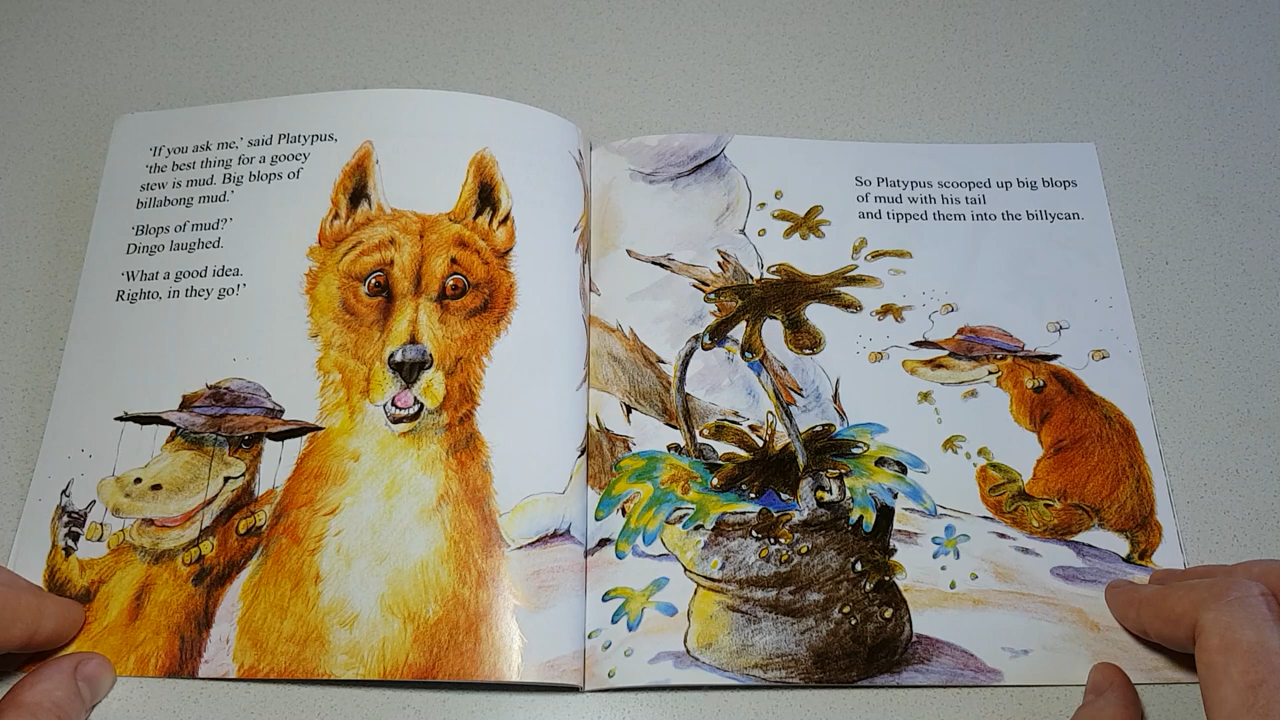 ‘If you ask me,’ said Platypus,
‘the best thing for a gooey
stew is mud. Big blops of
billabong mud.’
‘Blops of mud?’
Dingo laughed.
‘What a good idea.
Righto, in they go!’
So Platypus scooped up big blops
of mud with his tail
and tipped them into the billycan.